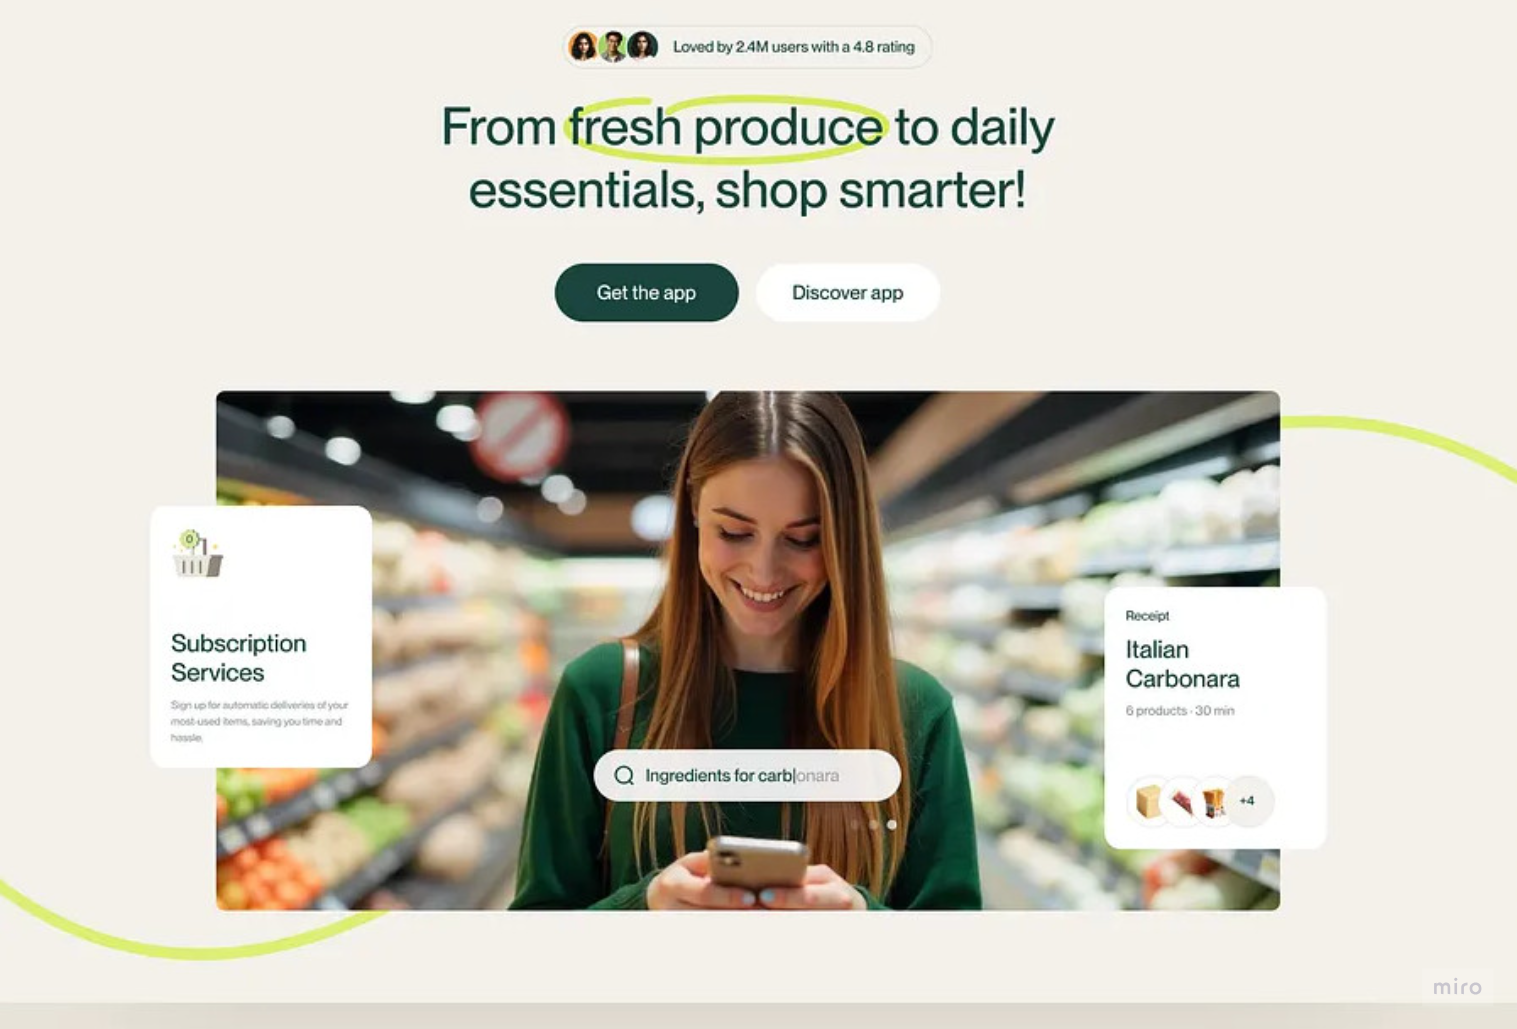 Loved by 2.4M users with a 4.8 rating
From fresh produce to daily
essentials, shop smarter!
Get the app
Discover app
Subscription
Services
Sign up for automatic deliveries of your
most-used items, saving you time and
hassle.
Ingredients for carb|onara
Receipt
Italian
Carbonara
6 products · 30 min
+4
miro